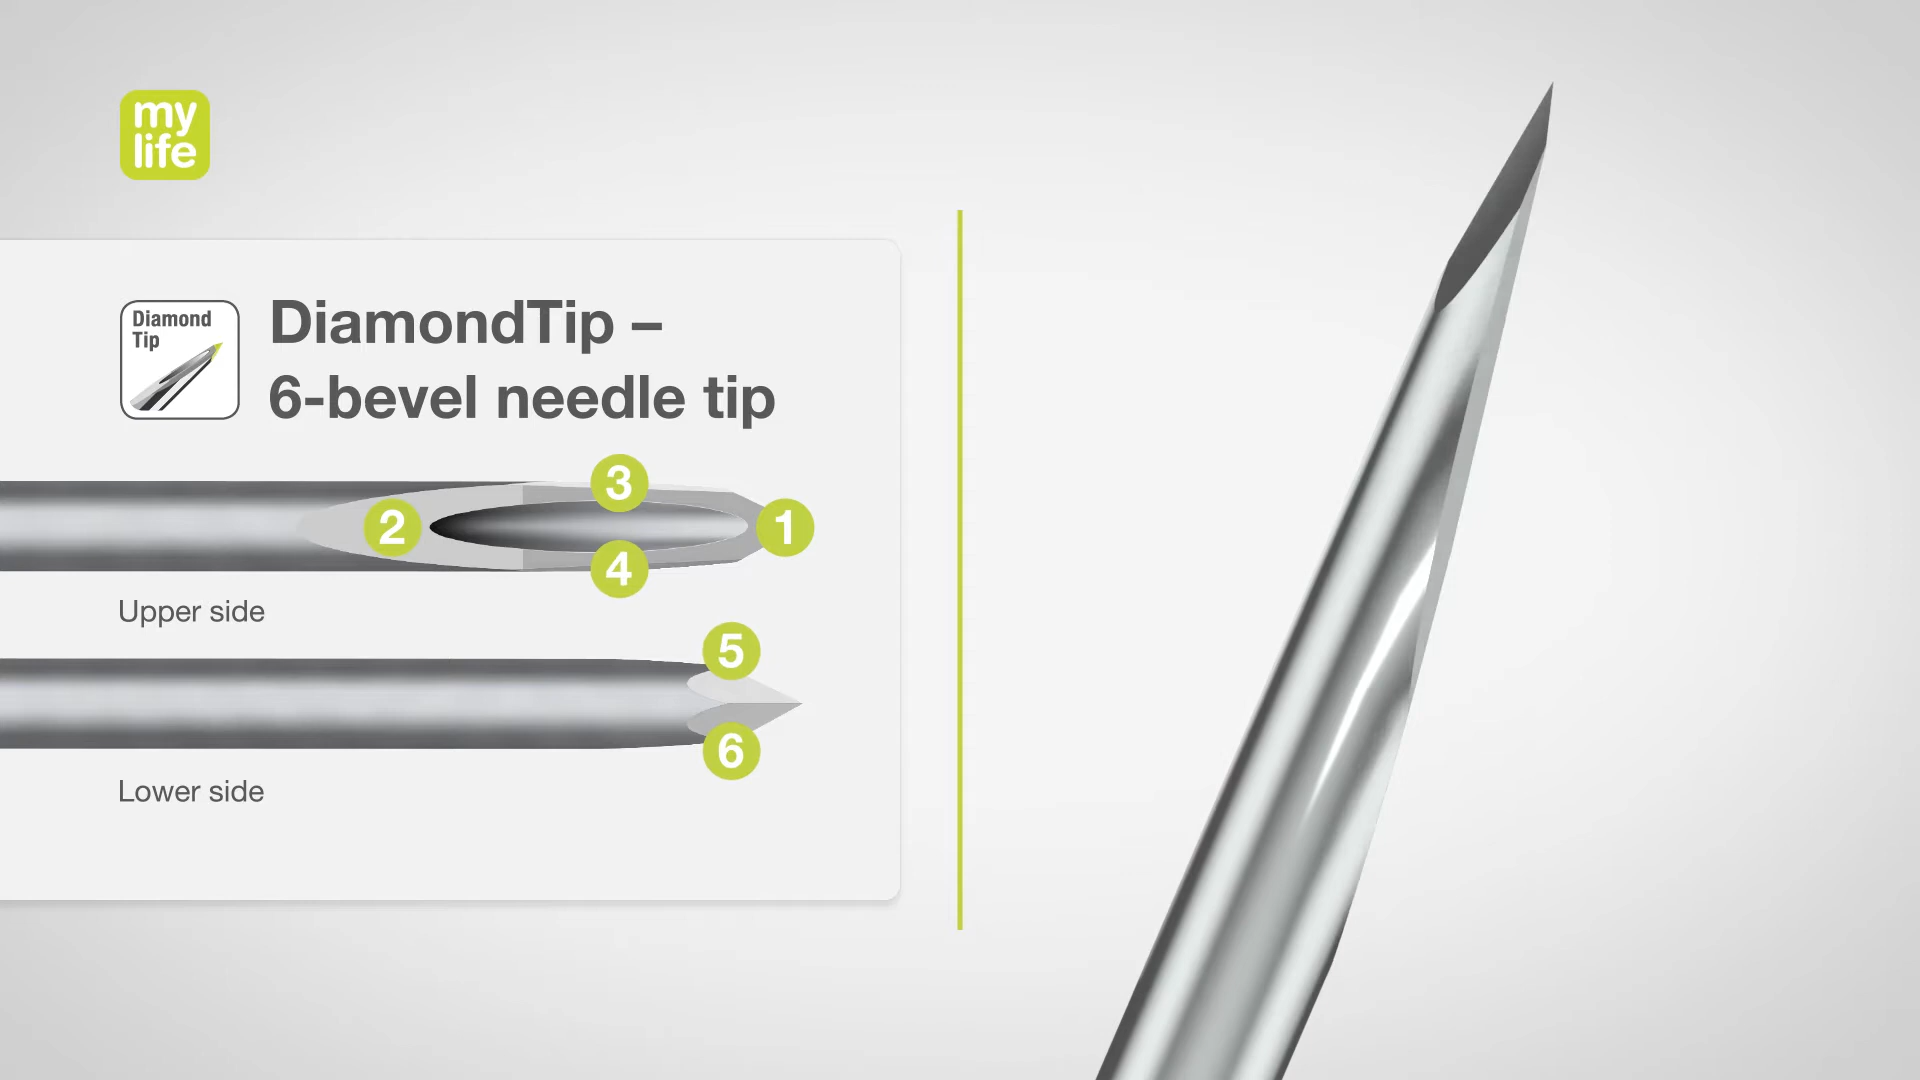 my
life
Diamond
Tip
DiamondTip –
6-bevel needle tip
3
2
1
4
Upper side
5
6
Lower side